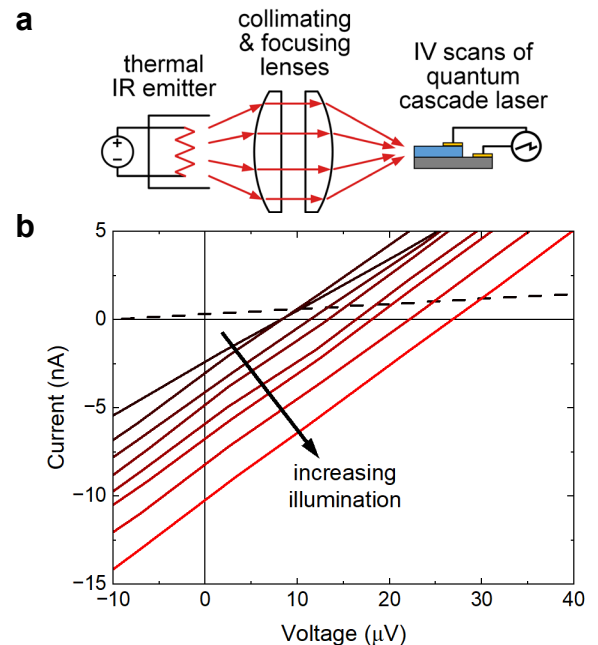 a
collimating
& focusing
lenses
thermal
IR emitter
IV scans of
quantum
cascade laser
+
−
b
5
0
−5
−10
−15
Current (nA)
increasing
illumination
−10 0 10 20 30 40
Voltage (μV)